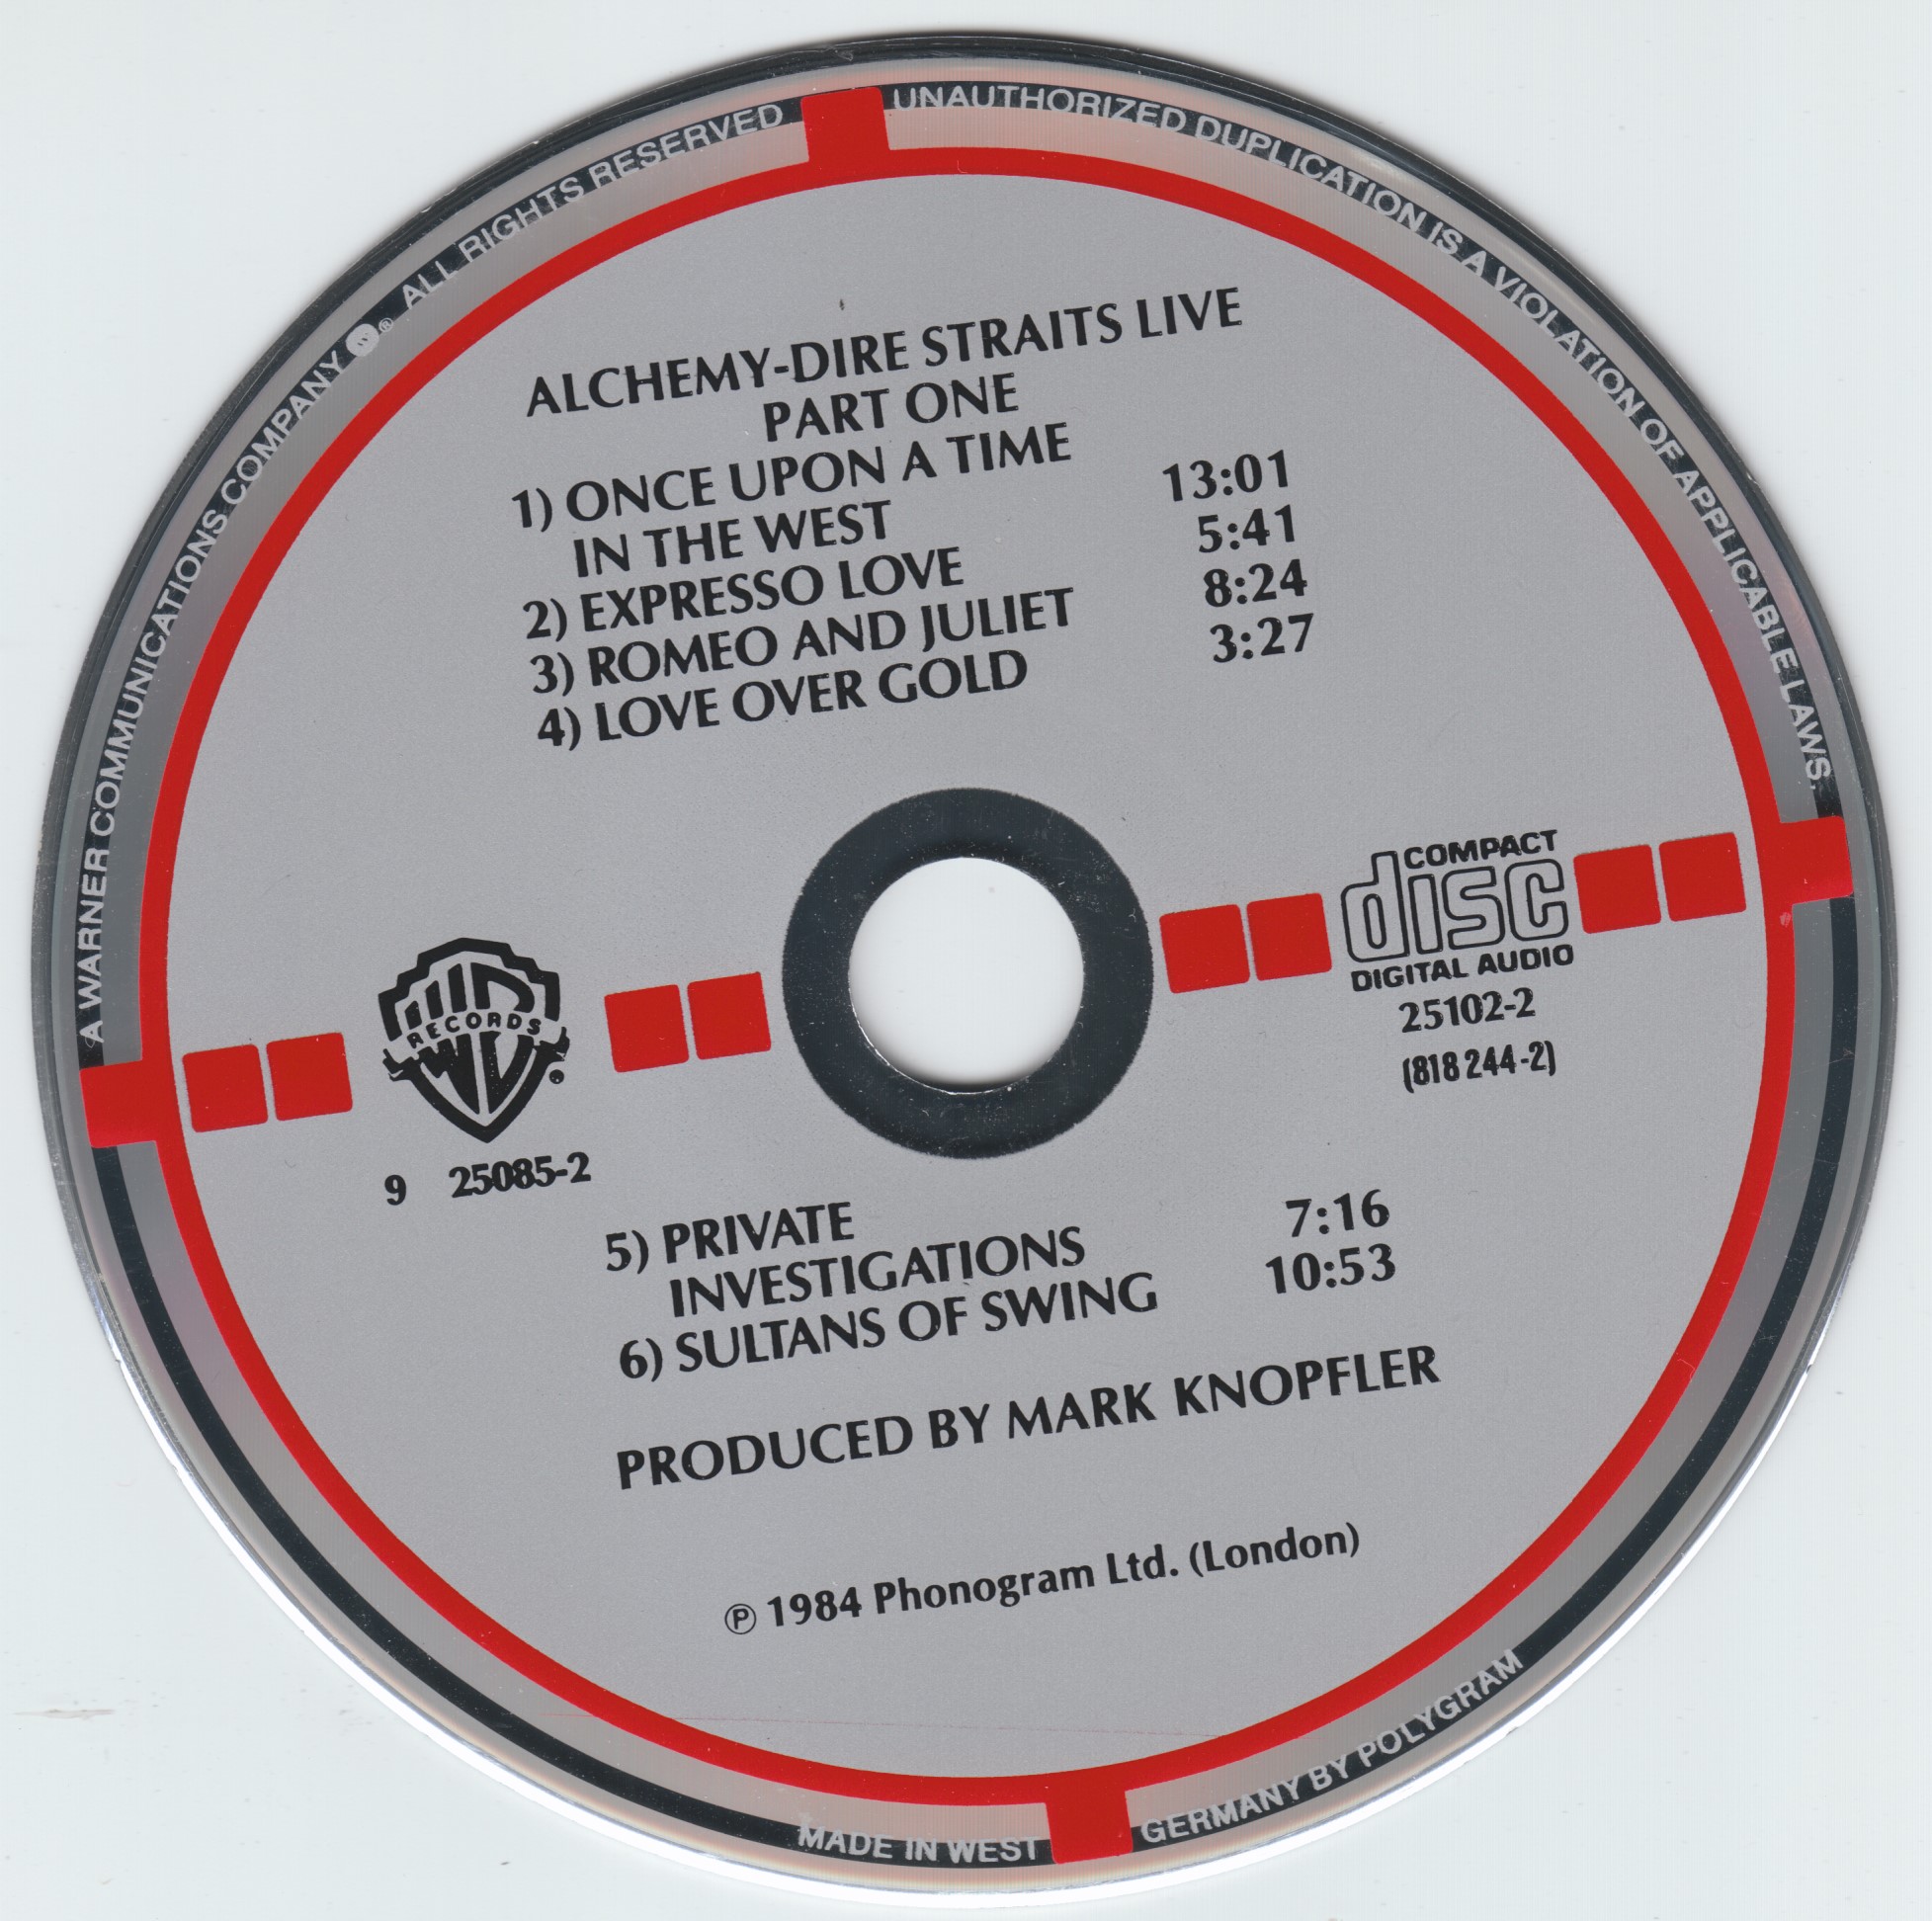 A WARNER COMMUNICATIONS COMPANY ® ALL RIGHTS RESERVED UNAUTHORIZED DUPLICATION IS A VIOLATION OF APPLICABLE LAWS.
ALCHEMY-DIRE STRAITS LIVE
PART ONE
1) ONCE UPON A TIME
IN THE WEST 13:01
2) EXPRESSO LOVE 5:41
3) ROMEO AND JULIET 8:24
4) LOVE OVER GOLD 3:27
WB RECORDS
COMPACT
disc
DIGITAL AUDIO
25102-2
(818 244-2)
9 25085-2
5) PRIVATE
INVESTIGATIONS 7:16
6) SULTANS OF SWING 10:53
PRODUCED BY MARK KNOPFLER
℗ 1984 Phonogram Ltd. (London)
MADE IN WEST GERMANY BY POLYGRAM